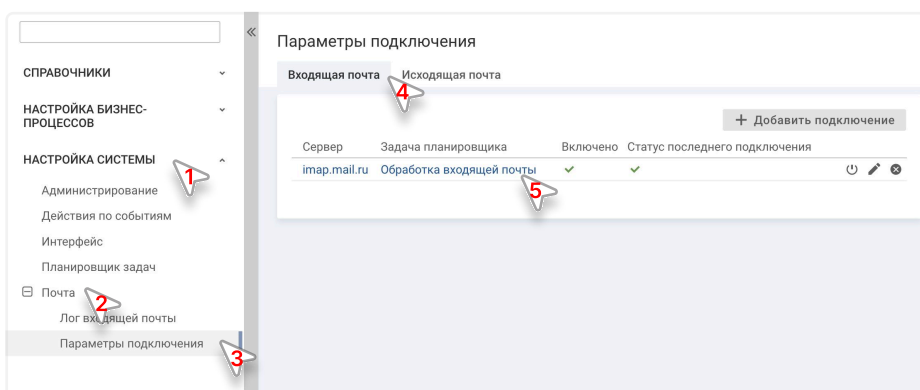 СПРАВОЧНИКИ
НАСТРОЙКА БИЗНЕС-
ПРОЦЕССОВ
НАСТРОЙКА СИСТЕМЫ
1
Администрирование
Действия по событиям
Интерфейс
Планировщик задач
Почта
2
Лог входящей почты
Параметры подключения
3
Параметры подключения
Входящая почта Исходящая почта
4
+ Добавить подключение
Сервер Задача планировщика Включено Статус последнего подключения
imap.mail.ru Обработка входящей почты
5